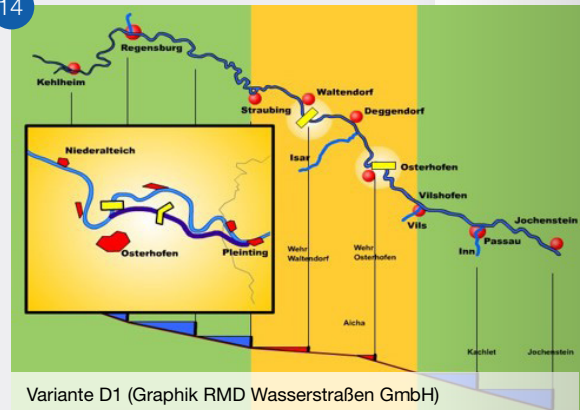 14
Regensburg
Kehlheim
Waltendorf
Straubing
Deggendorf
Niederalteich
Isar
Osterhofen
Vilshofen
Vils
Jochenstein
Passau
Inn
Osterhofen
Pleinting
Wehr
Waltendorf
Wehr
Osterhofen
Aicha
Kachlet
Jochenstein
Variante D1 (Graphik RMD Wasserstraßen GmbH)